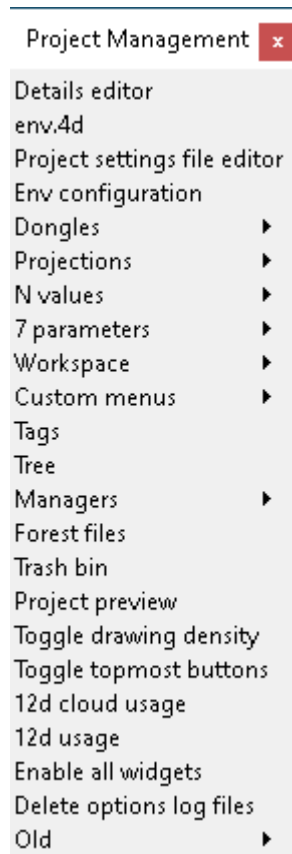 Project Management x
Details editor
env.4d
Project settings file editor
Env configuration
Dongles
Projections
N values
7 parameters
Workspace
Custom menus
Tags
Tree
Managers
Forest files
Trash bin
Project preview
Toggle drawing density
Toggle topmost buttons
12d cloud usage
12d usage
Enable all widgets
Delete options log files
Old